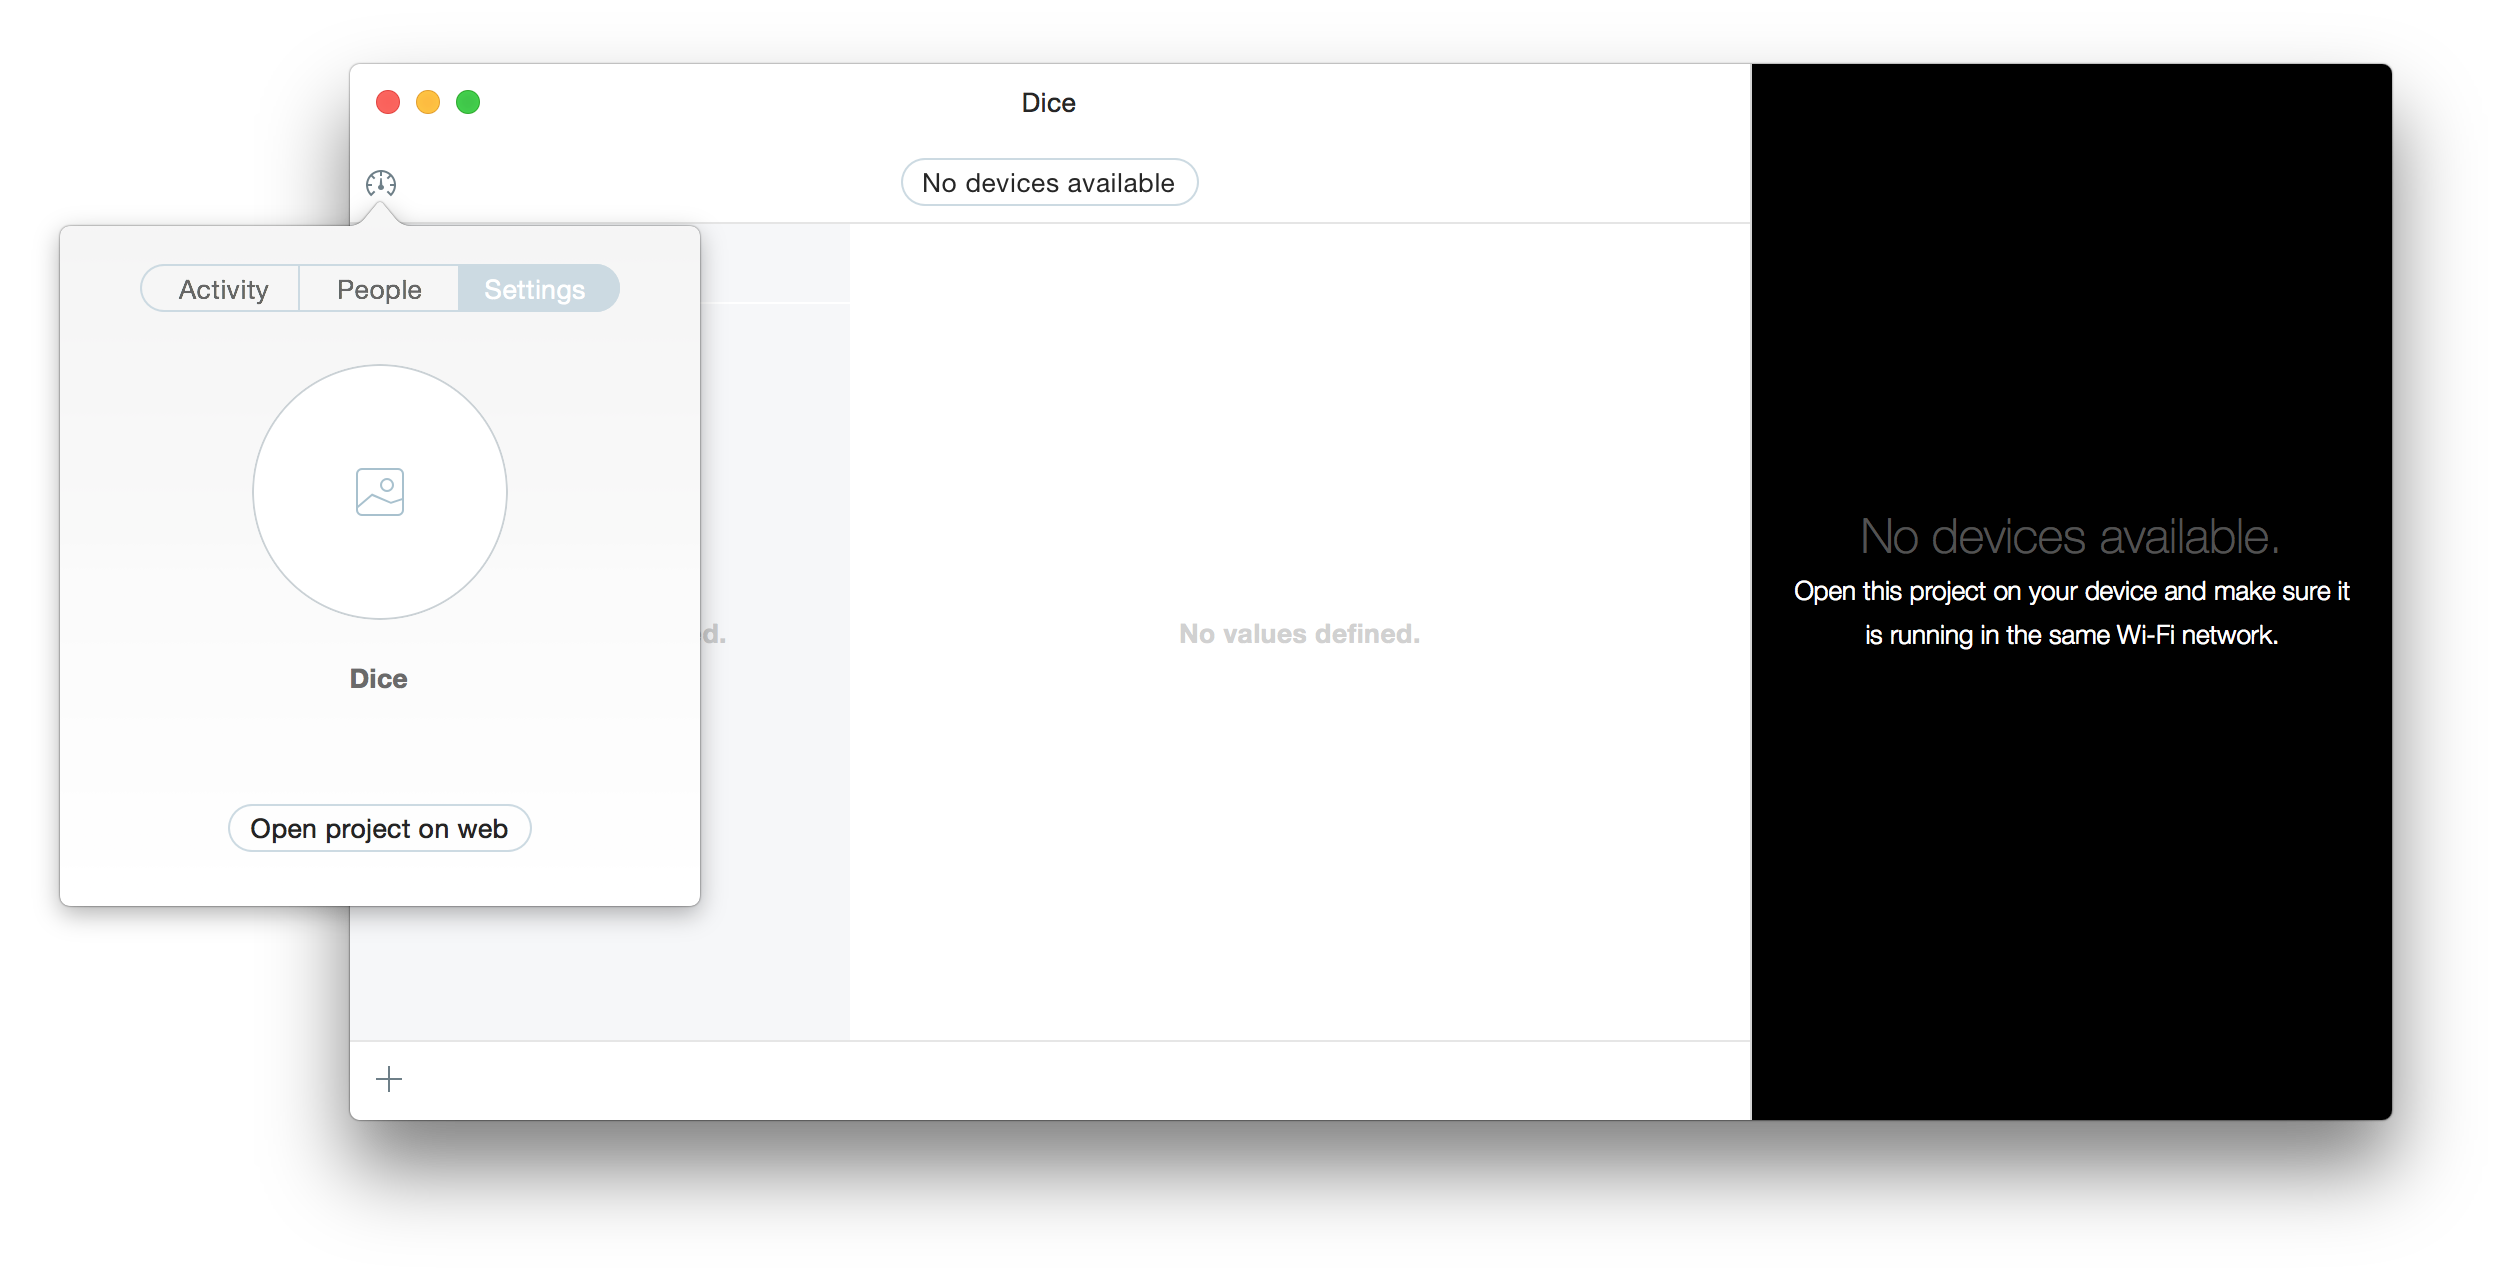 Dice
No devices available
Activity
People
Settings
Dice
Open project on web
d.
No values defined.
No devices available.
Open this project on your device and make sure it
is running in the same Wi-Fi network.